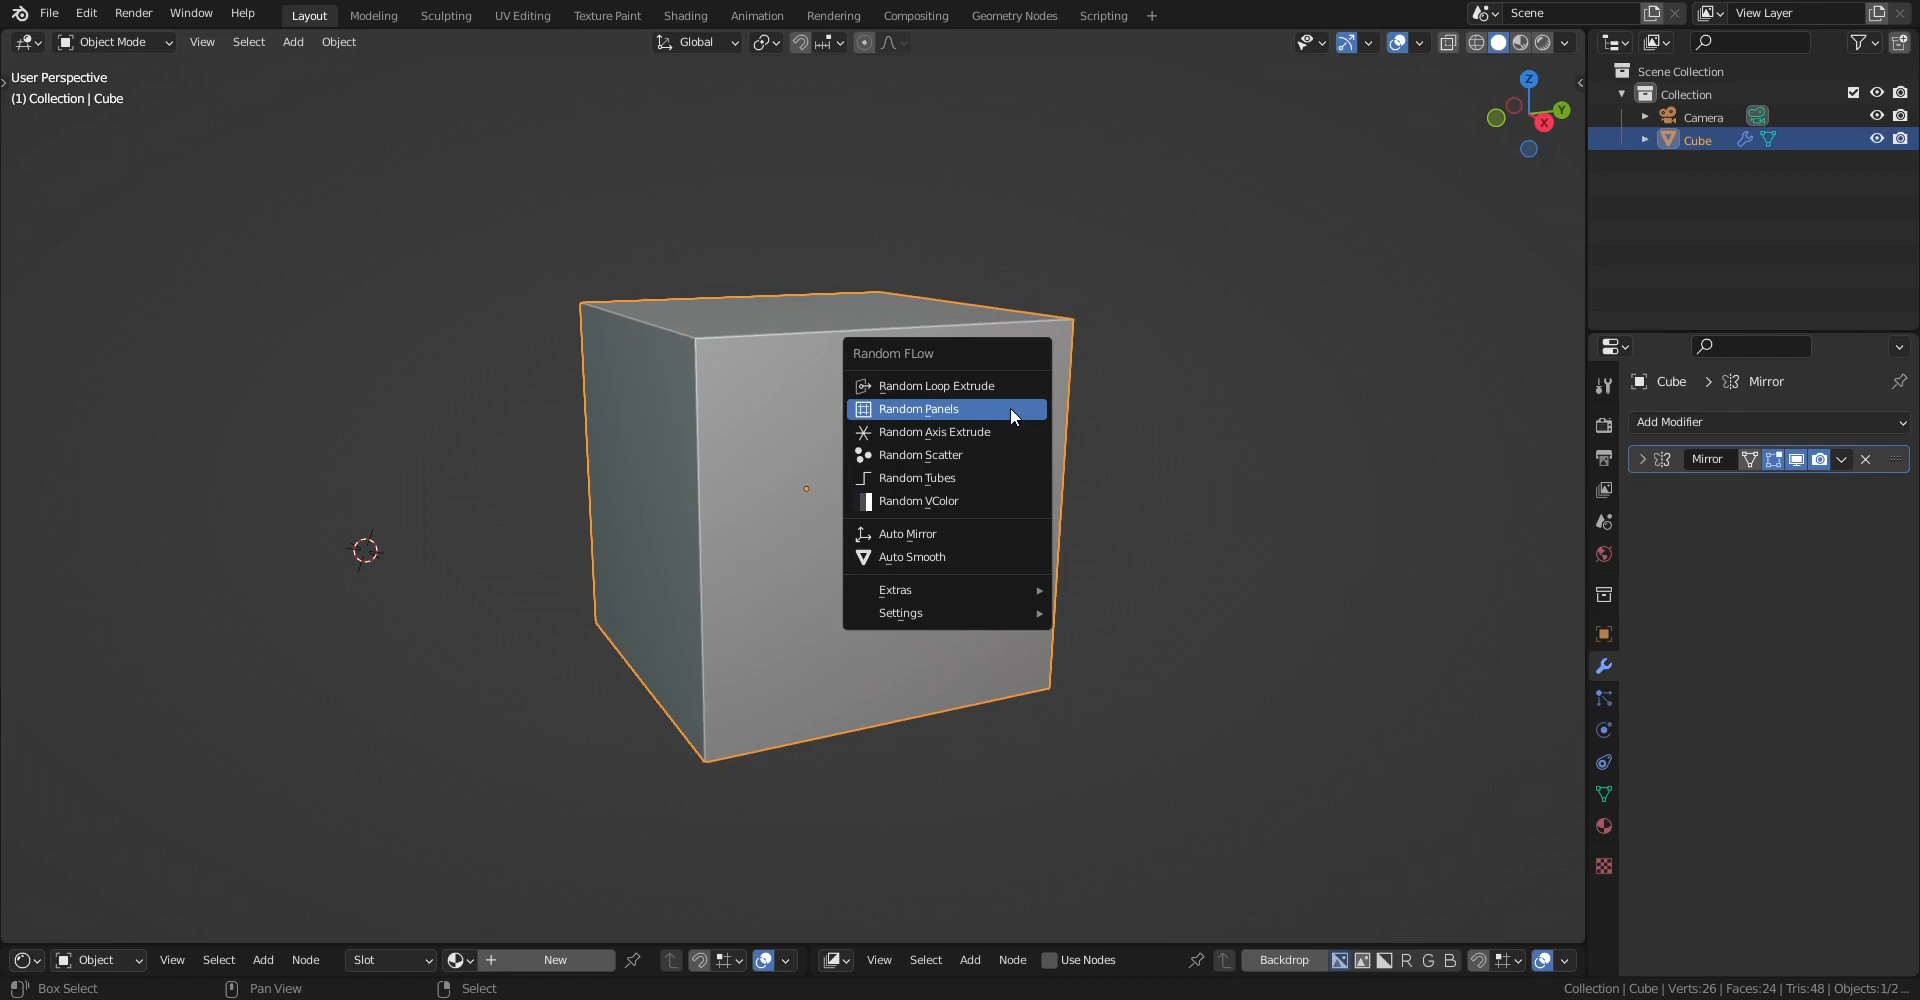 File Edit Render Window Help Layout Modeling Sculpting UV Editing Texture Paint Shading Animation Rendering Compositing Geometry Nodes Scripting + Scene View Layer
Object Mode View Select Add Object Global
User Perspective
(1) Collection | Cube
Z
Y
X
Scene Collection
Collection
Camera
Cube
Random FLow
Random Loop Extrude
Random Panels
Random Axis Extrude
Random Scatter
Random Tubes
Random VColor
Auto Mirror
Auto Smooth
Extras
Settings
Cube > Mirror
Add Modifier
Mirror
Object View Select Add Node Slot New View Select Add Node Use Nodes Backdrop R G B
Box Select Pan View Select Collection | Cube | Verts:26 | Faces:24 | Tris:48 | Objects:1/2 ...